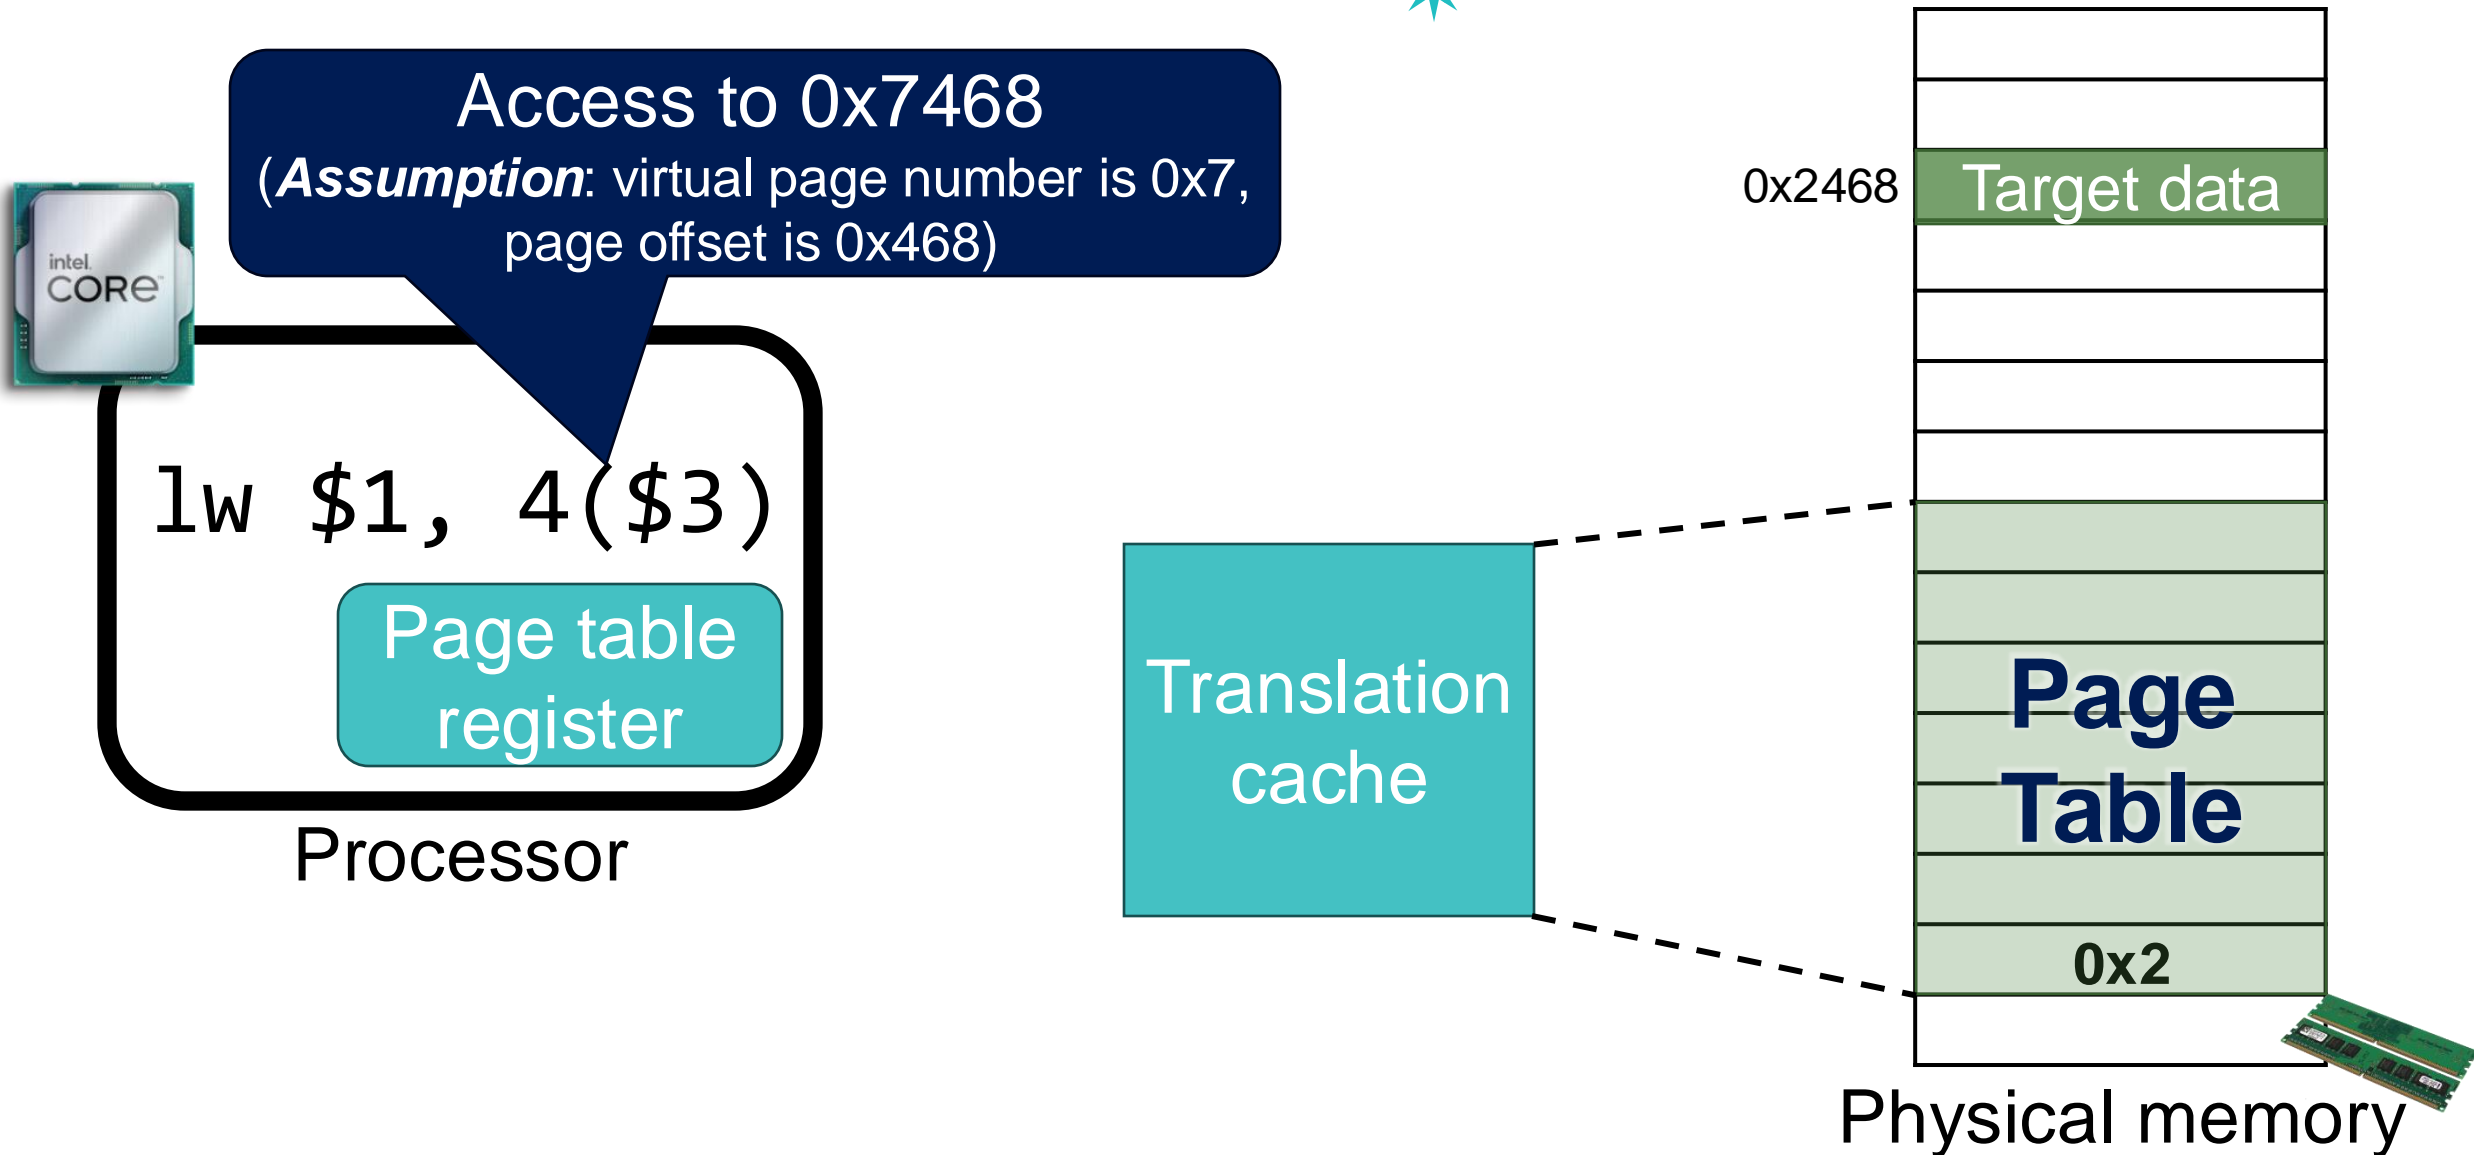 Access to 0x7468
(Assumption: virtual page number is 0x7,
page offset is 0x468)
intel.
CORE
lw $1, 4($3)
Page table
register
Processor
Translation
cache
0x2468
Target data
Page
Table
0x2
Physical memory